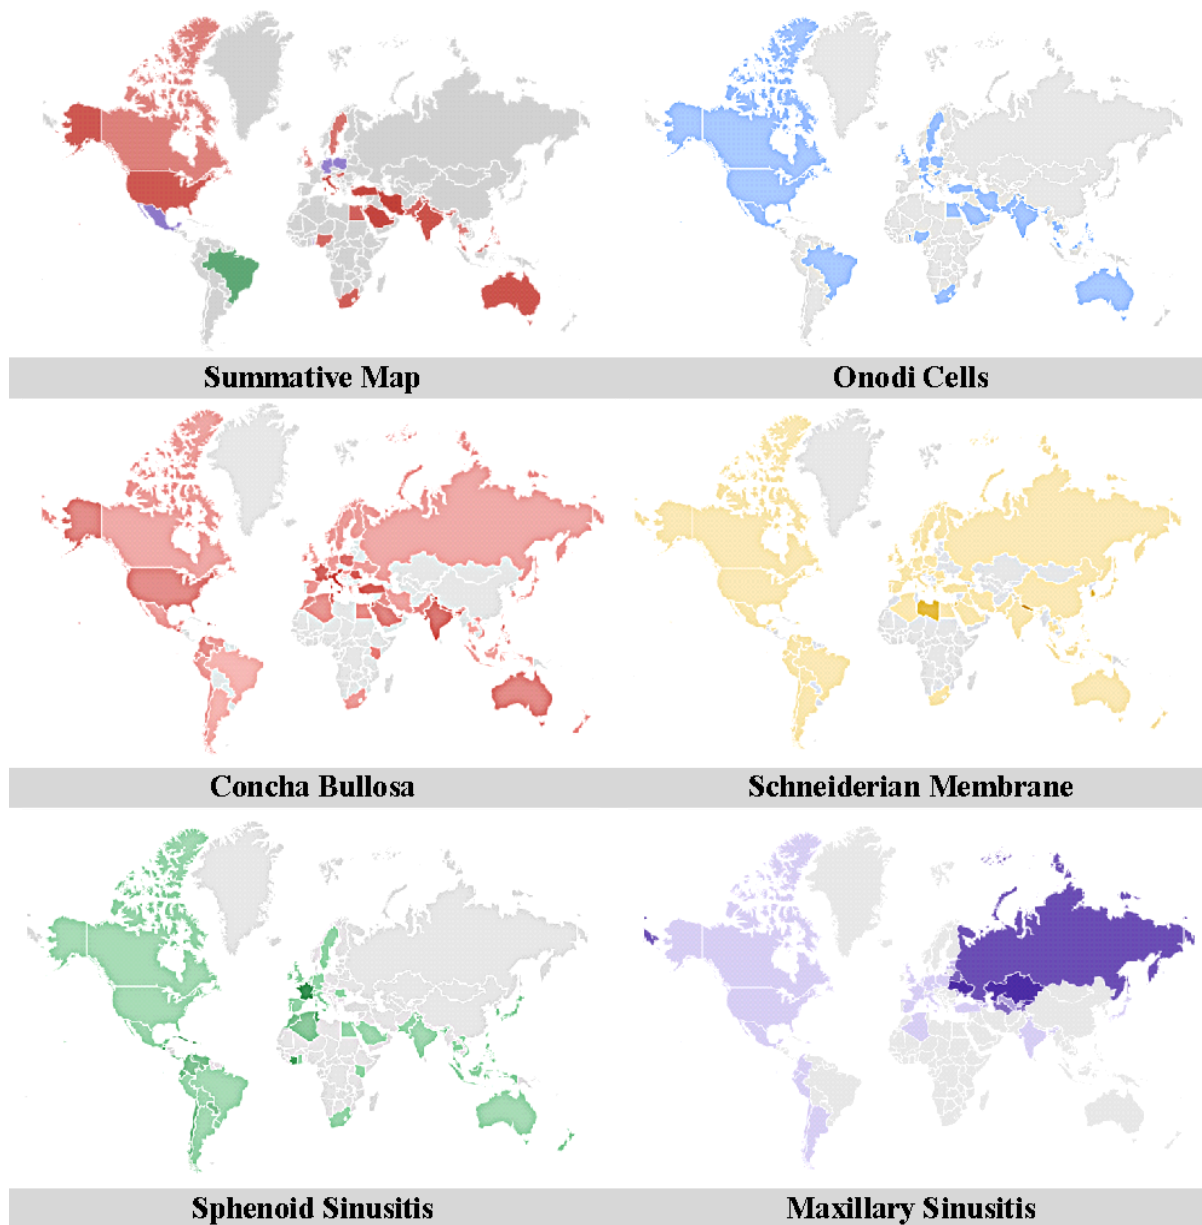 Summative Map
Onodi Cells
Concha Bullosa
Schneiderian Membrane
Sphenoid Sinusitis
Maxillary Sinusitis